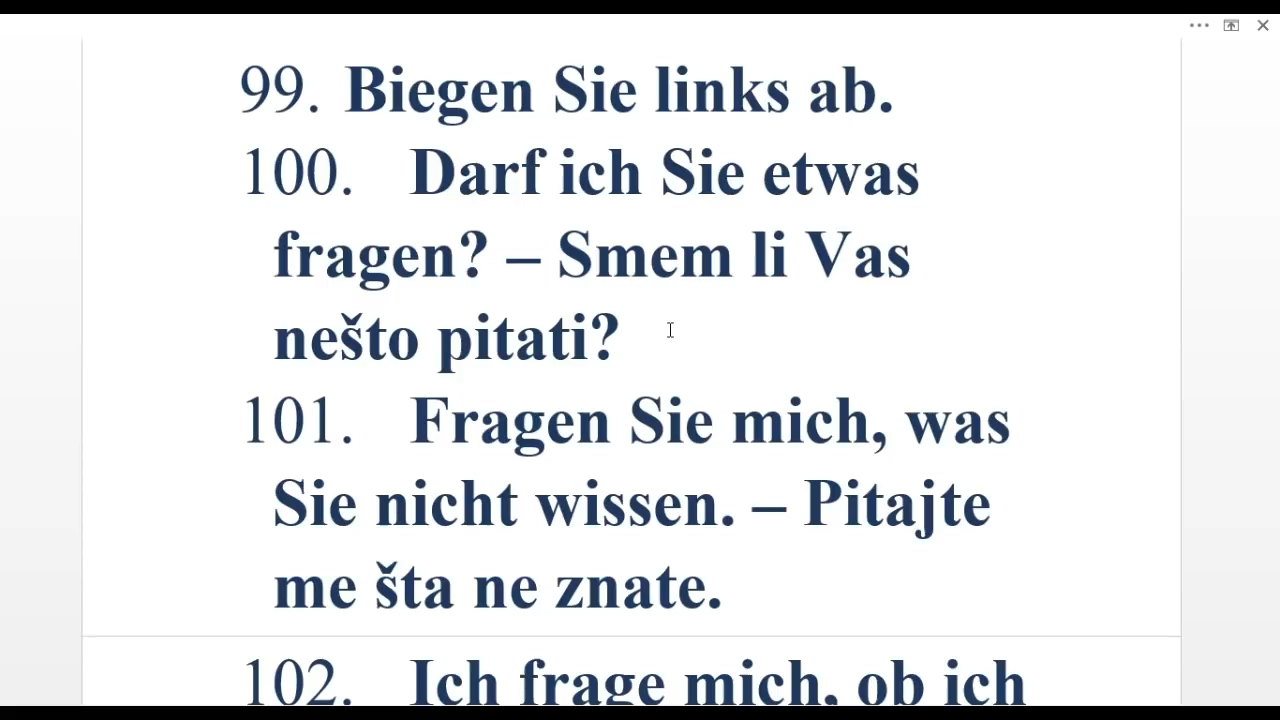 99. Biegen Sie links ab.
100. Darf ich Sie etwas
fragen? – Smem li Vas
nešto pitati?
101. Fragen Sie mich, was
Sie nicht wissen. – Pitajte
me šta ne znate.
102. Ich frage mich, ob ich